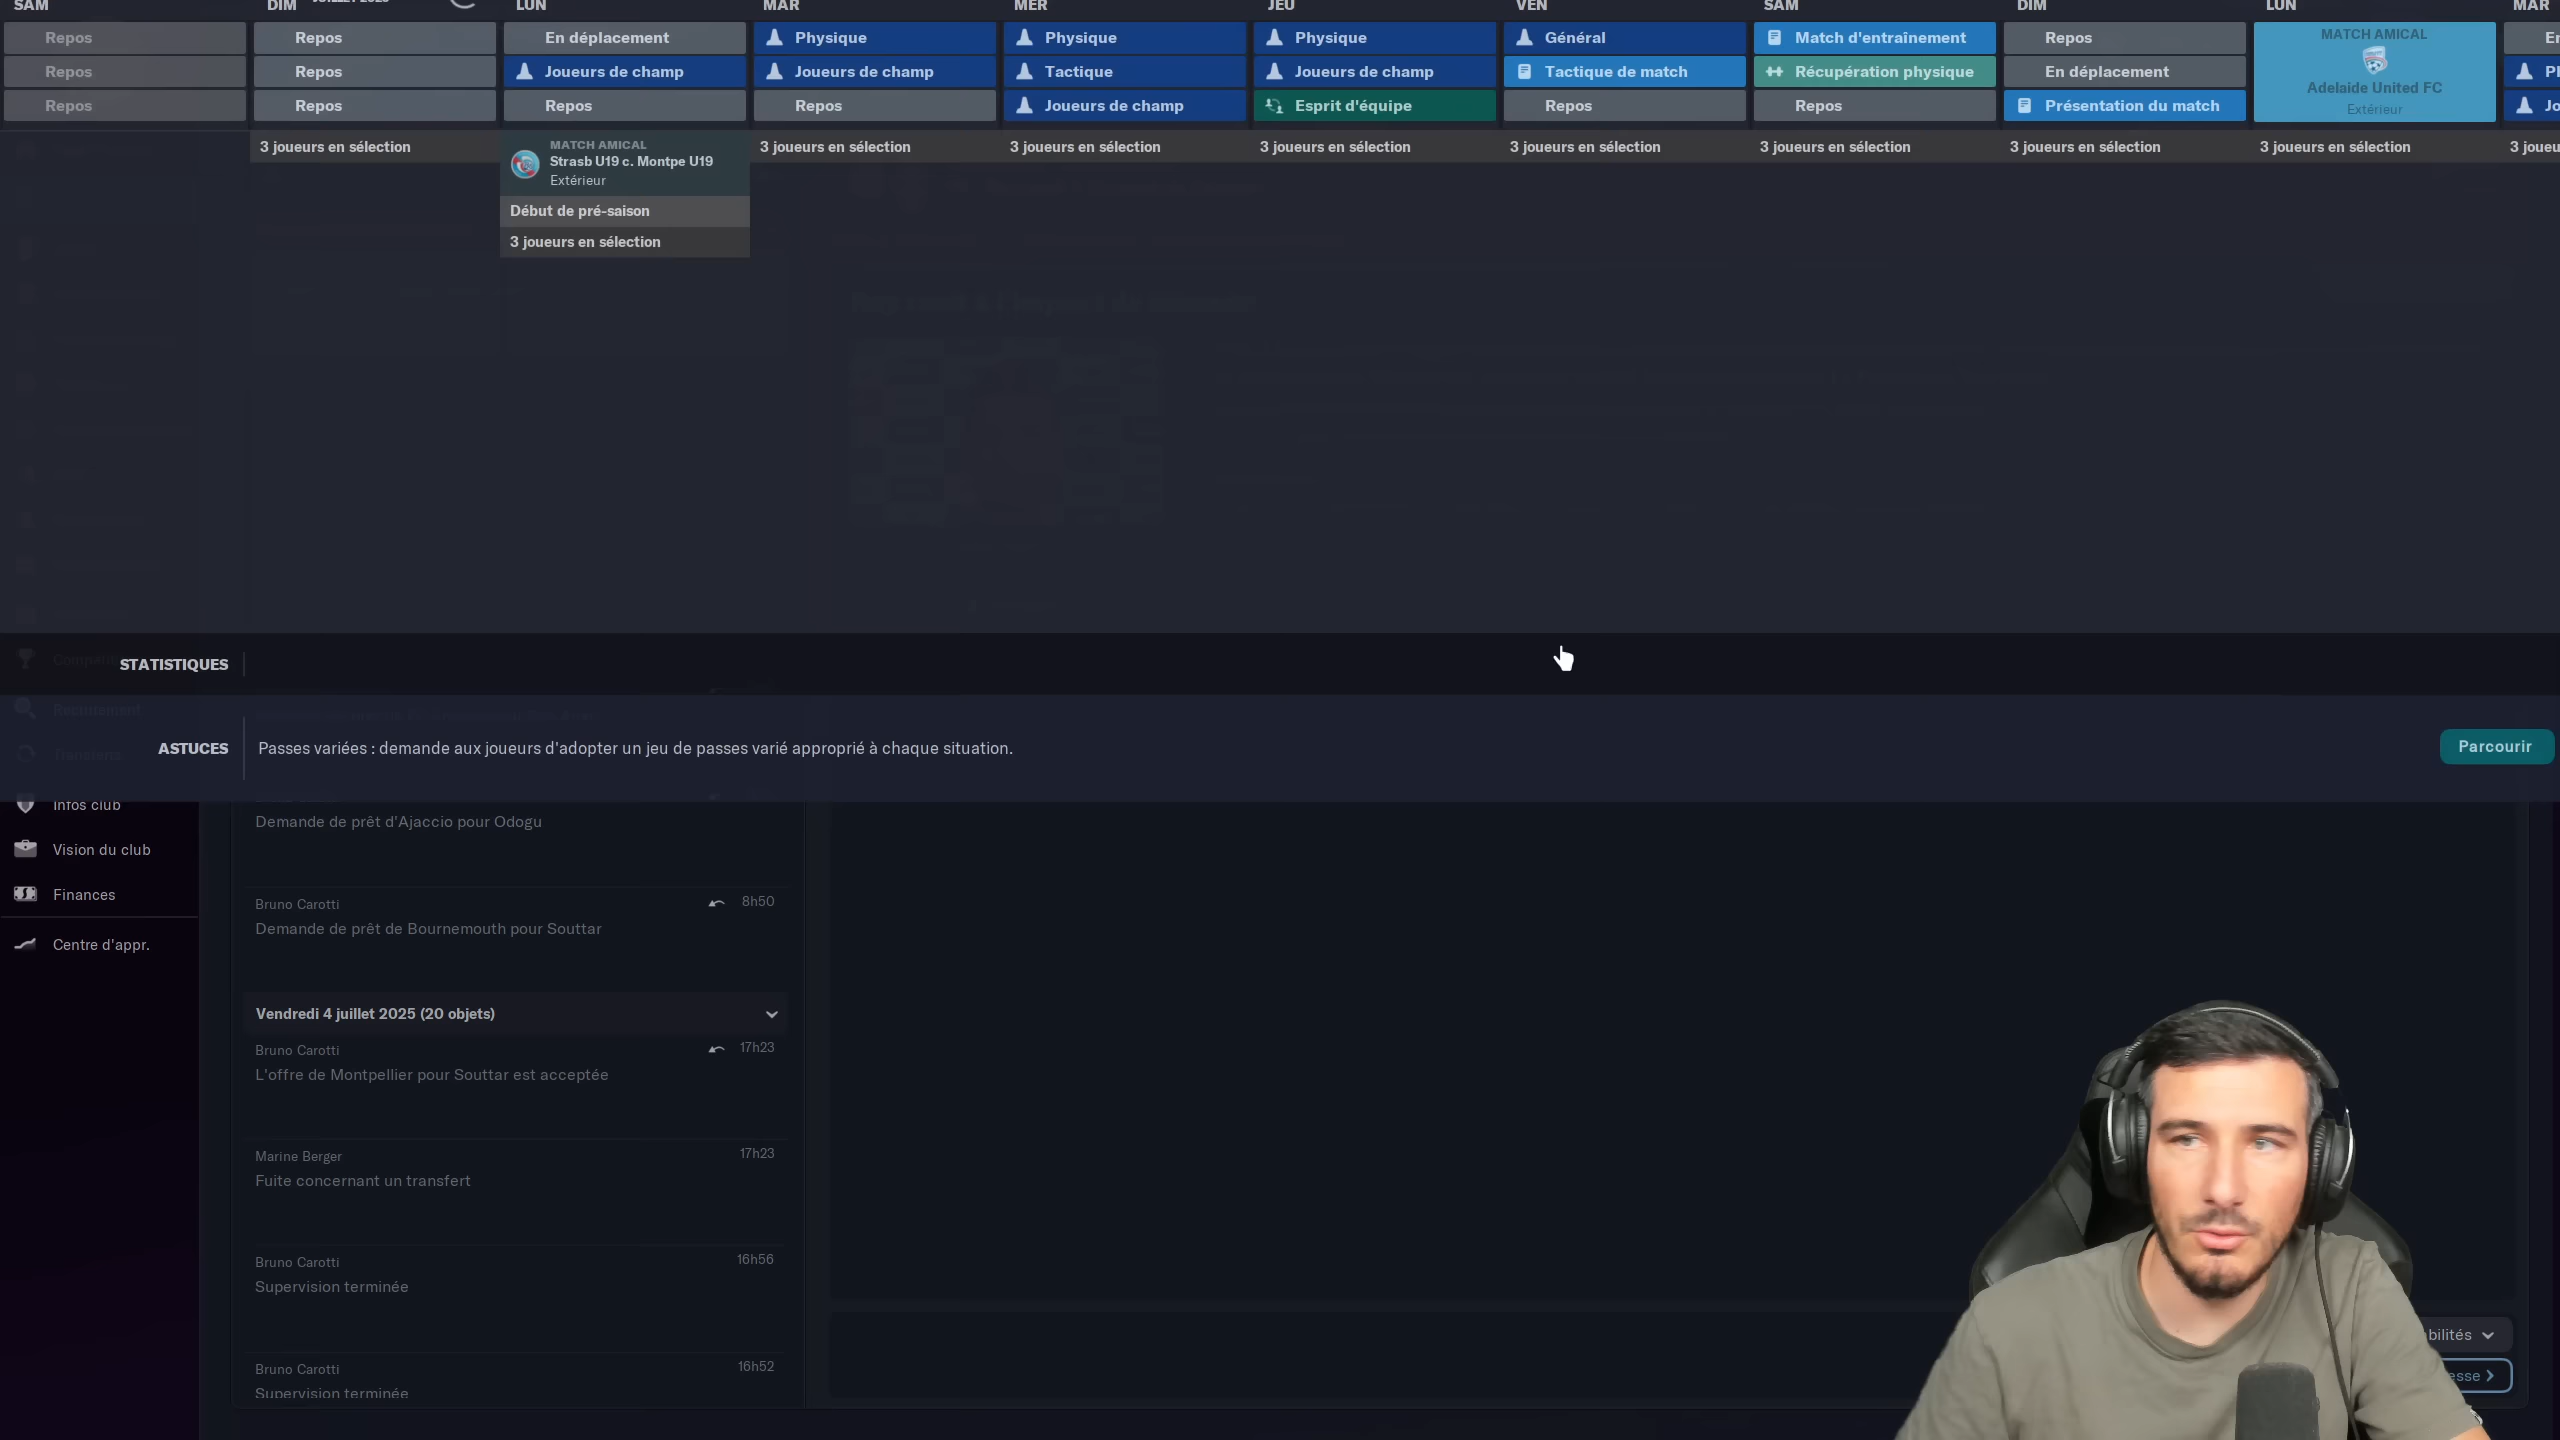 SAM DIM LUN MAR MER JEU VEN SAM DIM LUN MAR
Repos Repos En déplacement Physique Physique Physique Général Match d'entraînement Repos
Repos Repos Joueurs de champ Joueurs de champ Tactique Joueurs de champ Tactique de match Récupération physique En déplacement
Repos Repos Repos Repos Joueurs de champ Esprit d'équipe Repos Repos Présentation du match
MATCH AMICAL
Adelaide United FC
Extérieur
3 joueurs en sélection
MATCH AMICAL
Strasb U19 c. Montpe U19
Extérieur
Début de pré-saison
3 joueurs en sélection
3 joueurs en sélection 3 joueurs en sélection 3 joueurs en sélection 3 joueurs en sélection 3 joueurs en sélection 3 joueurs en sélection 3 joueurs en sélection
STATISTIQUES
Recrutement
Transferts
ASTUCES
Passes variées : demande aux joueurs d'adopter un jeu de passes varié approprié à chaque situation.
Parcourir
Infos club
Vision du club
Finances
Centre d'appr.
Demande de prêt d'Ajaccio pour Odogu
Bruno Carotti 8h50
Demande de prêt de Bournemouth pour Souttar
Vendredi 4 juillet 2025 (20 objets)
Bruno Carotti 17h23
L'offre de Montpellier pour Souttar est acceptée
Marine Berger 17h23
Fuite concernant un transfert
Bruno Carotti 16h56
Supervision terminée
Bruno Carotti 16h52
Supervision terminée